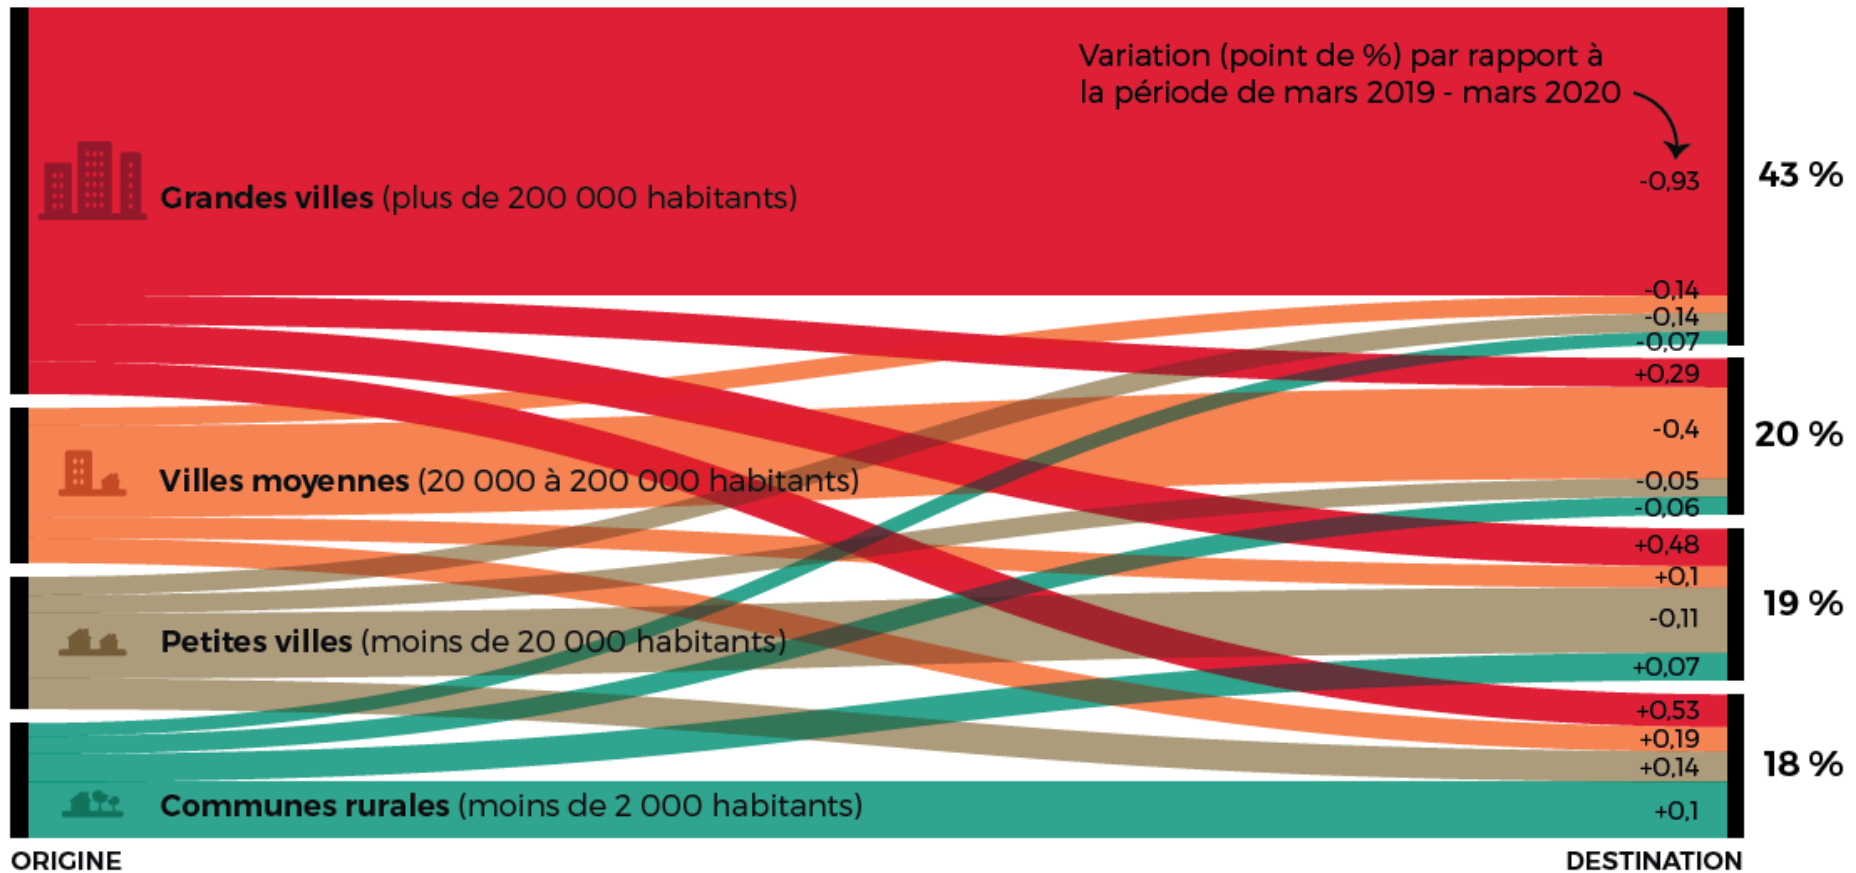 Variation (point de %) par rapport à
la période de mars 2019 - mars 2020
-0,93
43 %
Grandes villes (plus de 200 000 habitants)
-0,14
-0,14
-0,07
+0,29
-0,4
20 %
Villes moyennes (20 000 à 200 000 habitants)
-0,05
-0,06
+0,48
+0,1
19 %
-0,11
Petites villes (moins de 20 000 habitants)
+0,07
+0,53
+0,19
18 %
+0,14
Communes rurales (moins de 2 000 habitants)
+0,1
ORIGINE
DESTINATION